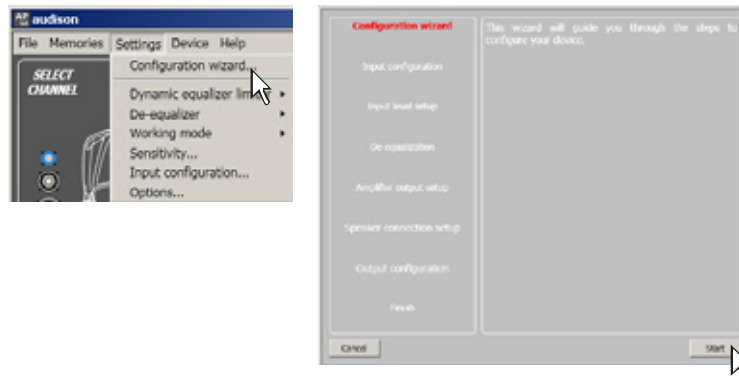 audison
File Memories Settings Device Help
SELECT
CHANNEL
Configuration wizard...
Dynamic equalizer limiter
De-equalizer
Working mode
Sensitivity...
Input configuration...
Options...
Configuration wizard
Input configuration
Input level setup
De-equalization
Amplifier output setup
Speaker connection setup
Output configuration
Finish
This wizard will guide you through the steps to
configure your device.
Cancel
Start